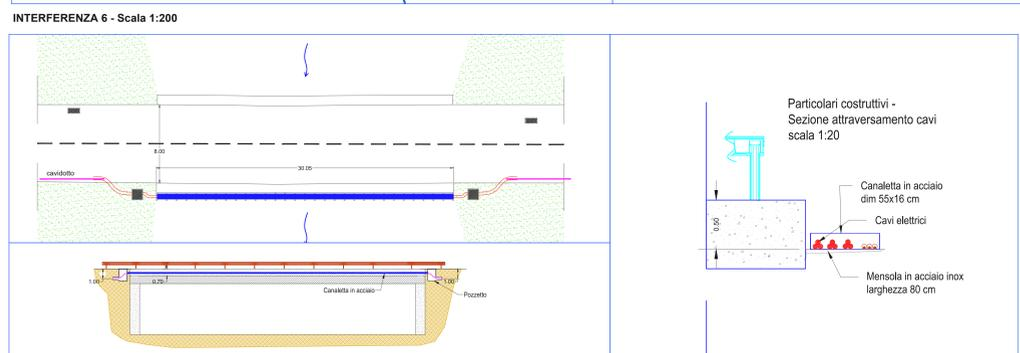 INTERFERENZA 6 - Scala 1:200
8.00
30.05
cavidotto
1.00
0.70
Canaletta in acciaio
1.00
Pozzetto
Particolari costruttivi -
Sezione attraversamento cavi
scala 1:20
Canaletta in acciaio
dim 55x16 cm
Cavi elettrici
0.50
Mensola in acciaio inox
larghezza 80 cm